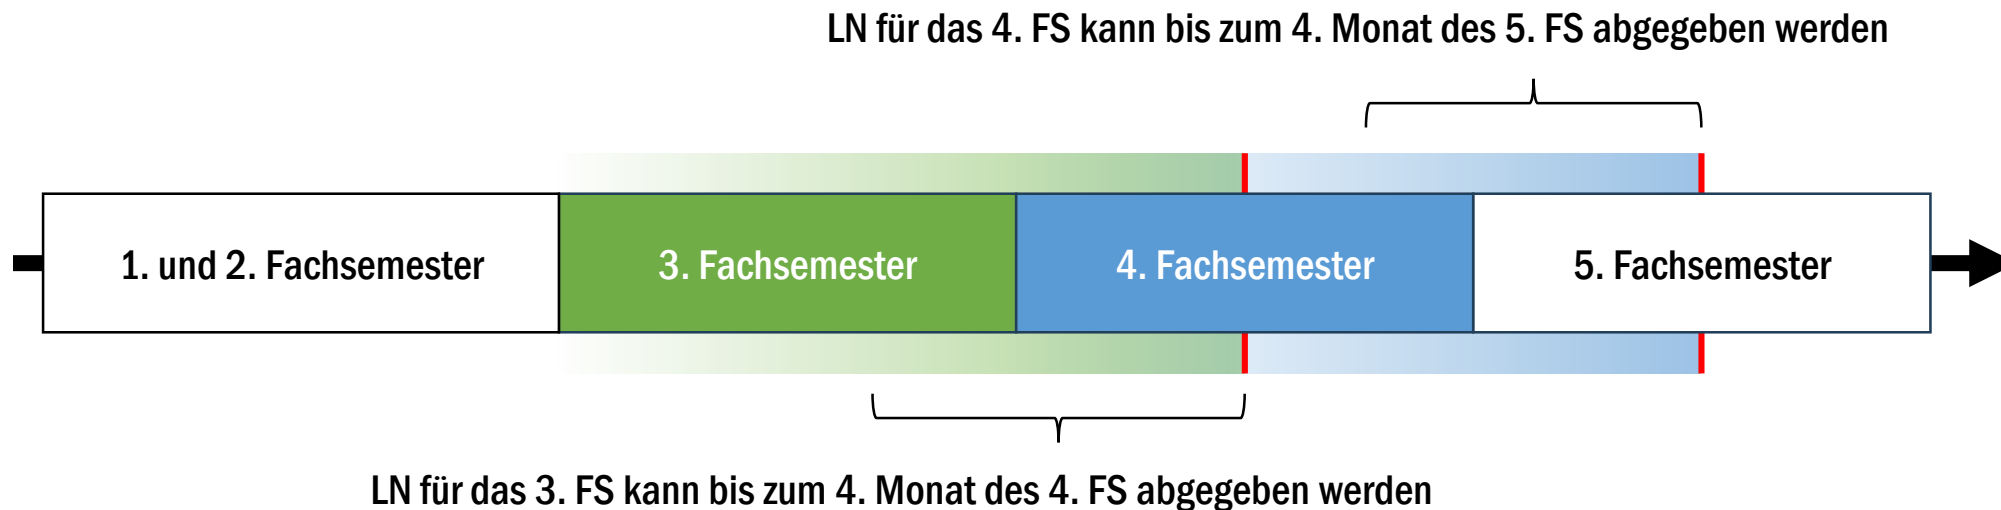 LN für das 4. FS kann bis zum 4. Monat des 5. FS abgegeben werden
1. und 2. Fachsemester
3. Fachsemester
4. Fachsemester
5. Fachsemester
LN für das 3. FS kann bis zum 4. Monat des 4. FS abgegeben werden